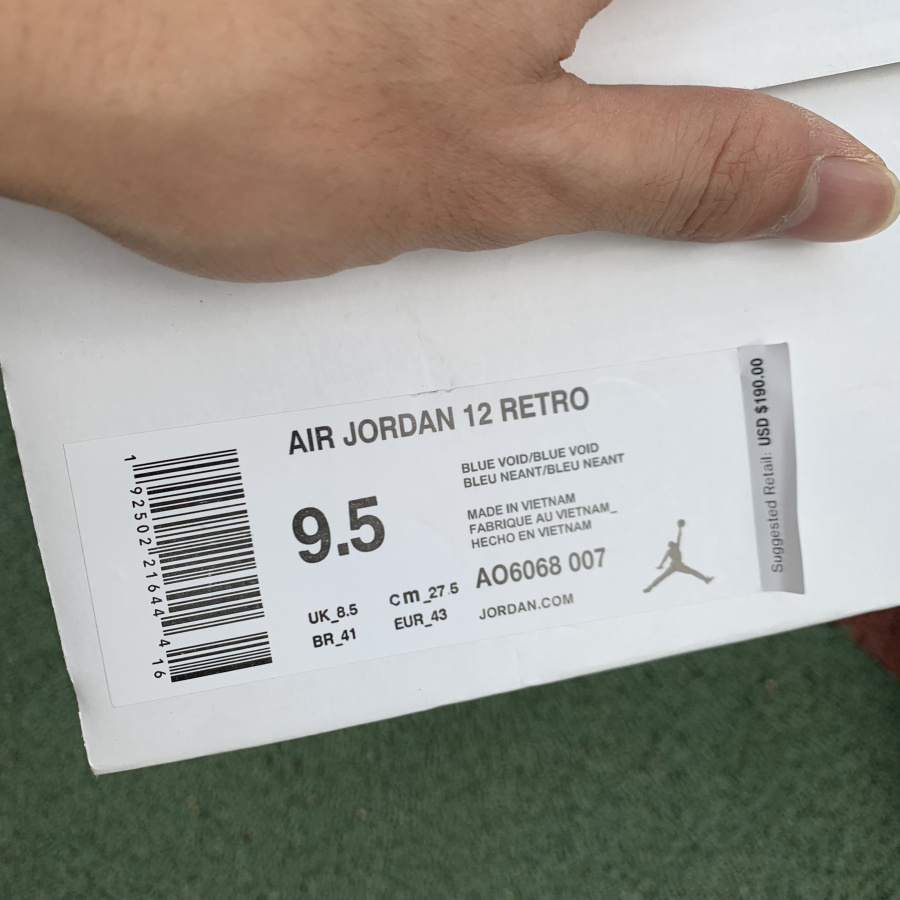 AIR JORDAN 12 RETRO
1 92502 21644 4 16
9.5
BLUE VOID/BLUE VOID
BLEU NEANT/BLEU NEANT
MADE IN VIETNAM
FABRIQUE AU VIETNAM_
HECHO EN VIETNAM
UK_8.5
cm_27.5
BR_41
EUR_43
AO6068 007
JORDAN.COM
Suggested Retail: USD $190.00